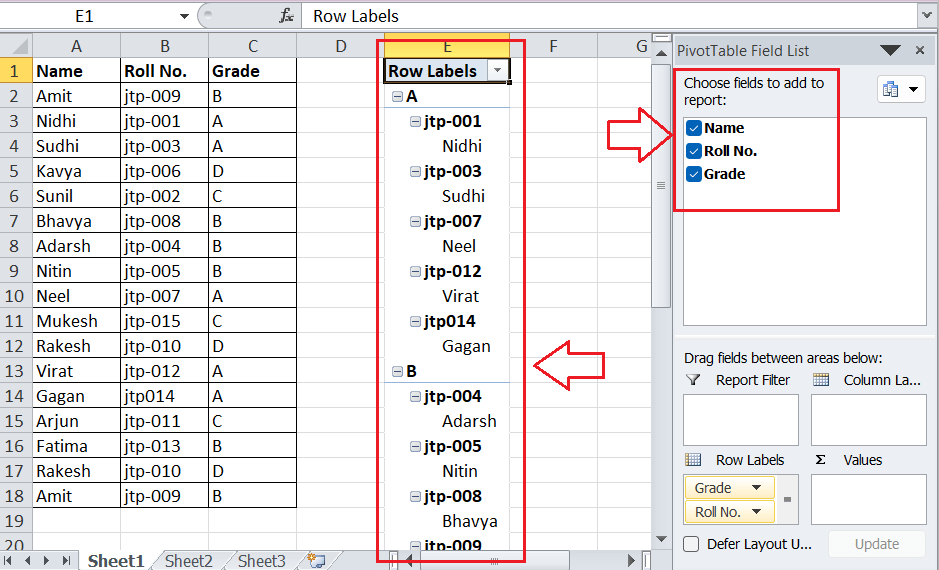 E1 fx Row Labels
A B C D E F G
1 Name Roll No. Grade Row Labels
2 Amit jtp-009 B A
3 Nidhi jtp-001 A jtp-001
4 Sudhi jtp-003 A Nidhi
5 Kavya jtp-006 D jtp-003
6 Sunil jtp-002 C Sudhi
7 Bhavya jtp-008 B jtp-007
8 Adarsh jtp-004 B Neel
9 Nitin jtp-005 B jtp-012
10 Neel jtp-007 A Virat
11 Mukesh jtp-015 C jtp014
12 Rakesh jtp-010 D Gagan
13 Virat jtp-012 A B
14 Gagan jtp014 A jtp-004
15 Arjun jtp-011 C Adarsh
16 Fatima jtp-013 B jtp-005
17 Rakesh jtp-010 D Nitin
18 Amit jtp-009 B jtp-008
19 Bhavya
20 jtp-009
Sheet1 Sheet2 Sheet3
PivotTable Field List
Choose fields to add to
report:
Name
Roll No.
Grade
Drag fields between areas below:
Report Filter Column La...
Row Labels Σ Values
Grade
Roll No.
Defer Layout U... Update